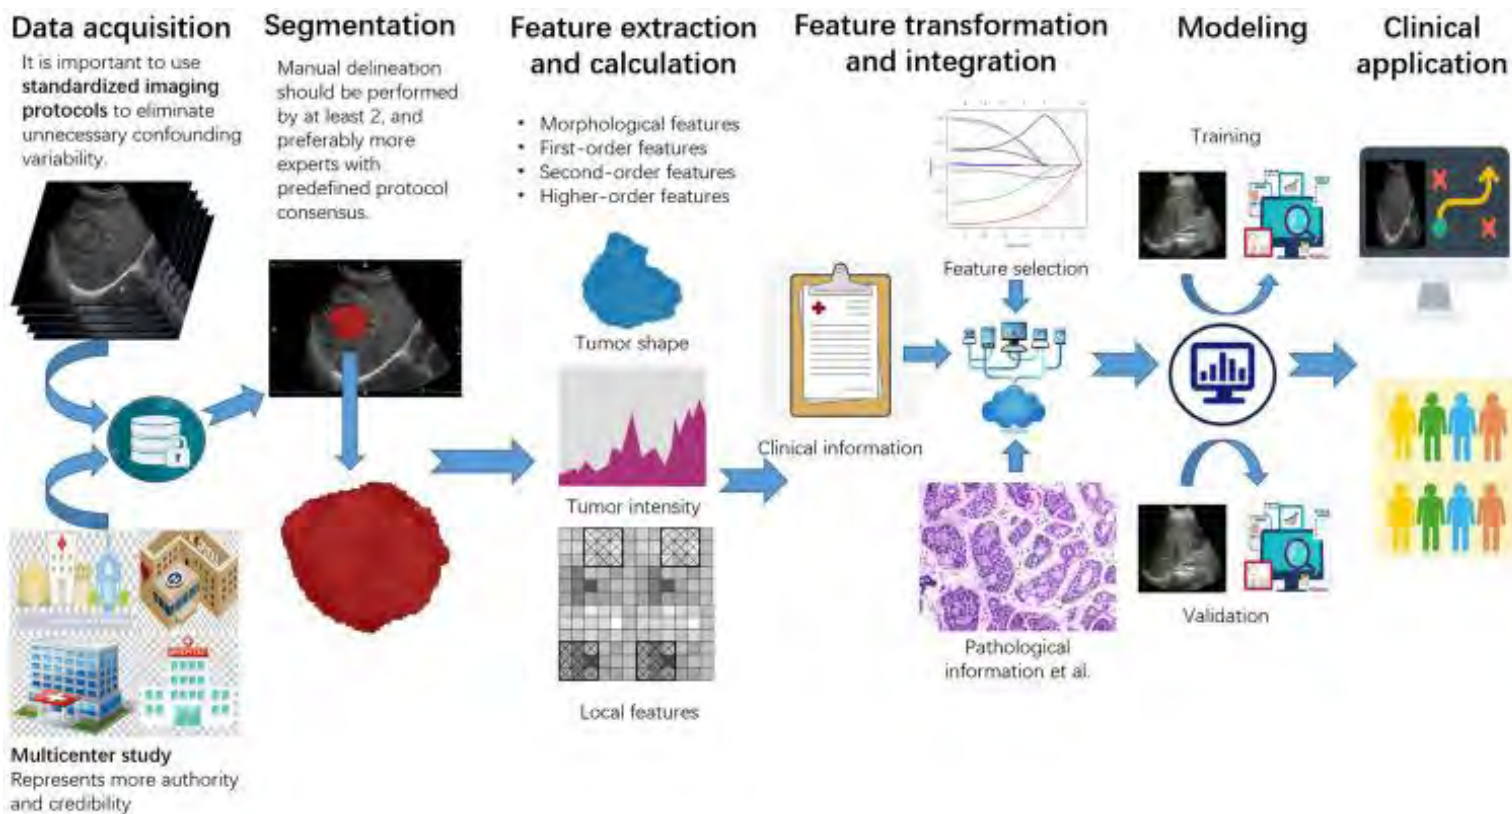 Data acquisition
It is important to use
standardized imaging
protocols to eliminate
unnecessary confounding
variability.
Multicenter study
Represents more authority
and credibility
Segmentation
Manual delineation
should be performed
by at least 2, and
preferably more
experts with
predefined protocol
consensus.
Feature extraction
and calculation
• Morphological features
• First-order features
• Second-order features
• Higher-order features
Tumor shape
Tumor intensity
Local features
Feature transformation
and integration
Feature selection
Clinical information
Pathological
information et al.
Modeling
Training
Validation
Clinical
application